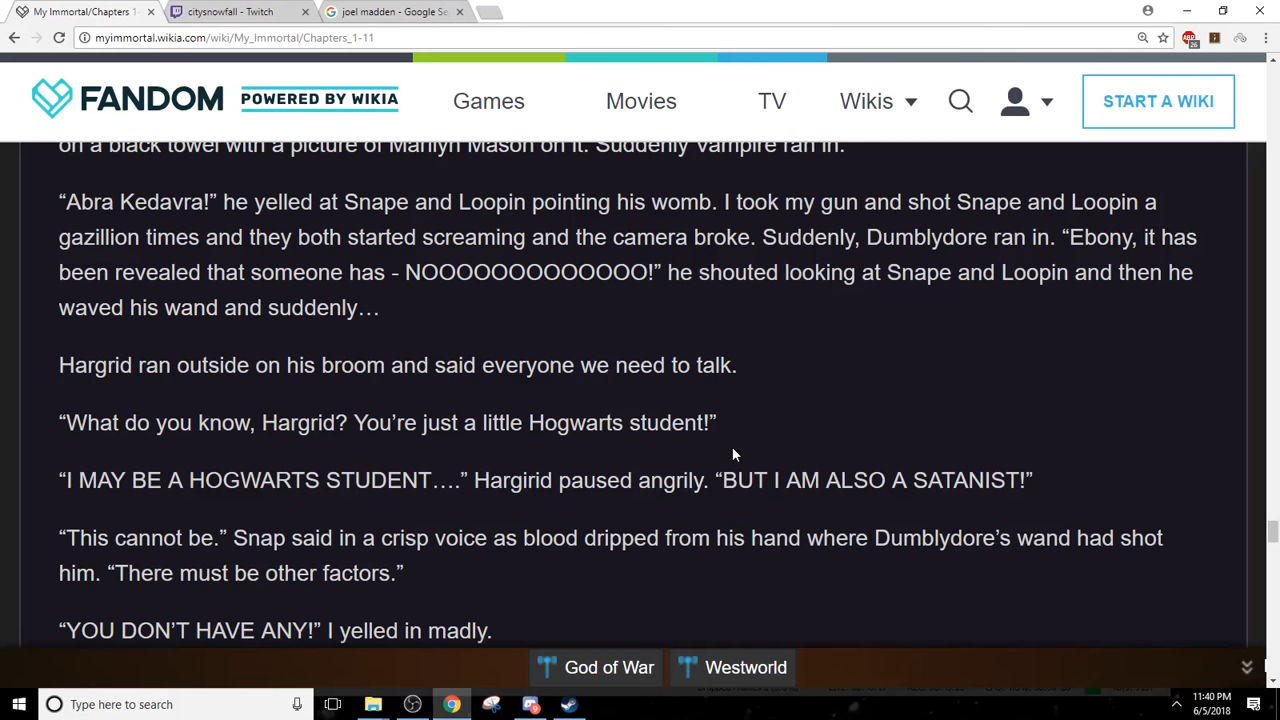 My Immortal/Chapters 1-
citysnowfall - Twitch
joel madden - Google Se
myimmortal.wikia.com/wiki/My_Immortal/Chapters_1-11
26
FANDOM POWERED BY WIKIA
Games
Movies
TV
Wikis
START A WIKI
on a black towel with a picture of Marilyn Mason on it. Suddenly Vampire ran in.
“Abra Kedavra!” he yelled at Snape and Loopin pointing his womb. I took my gun and shot Snape and Loopin a
gazillion times and they both started screaming and the camera broke. Suddenly, Dumblydore ran in. “Ebony, it has
been revealed that someone has - NOOOOOOOOOOOOO!” he shouted looking at Snape and Loopin and then he
waved his wand and suddenly…
Hargrid ran outside on his broom and said everyone we need to talk.
“What do you know, Hargrid? You’re just a little Hogwarts student!”
“I MAY BE A HOGWARTS STUDENT….” Hargirid paused angrily. “BUT I AM ALSO A SATANIST!”
“This cannot be.” Snap said in a crisp voice as blood dripped from his hand where Dumblydore’s wand had shot
him. “There must be other factors.”
“YOU DON’T HAVE ANY!” I yelled in madly.
God of War
Westworld
Type here to search
11:40 PM
6/5/2018